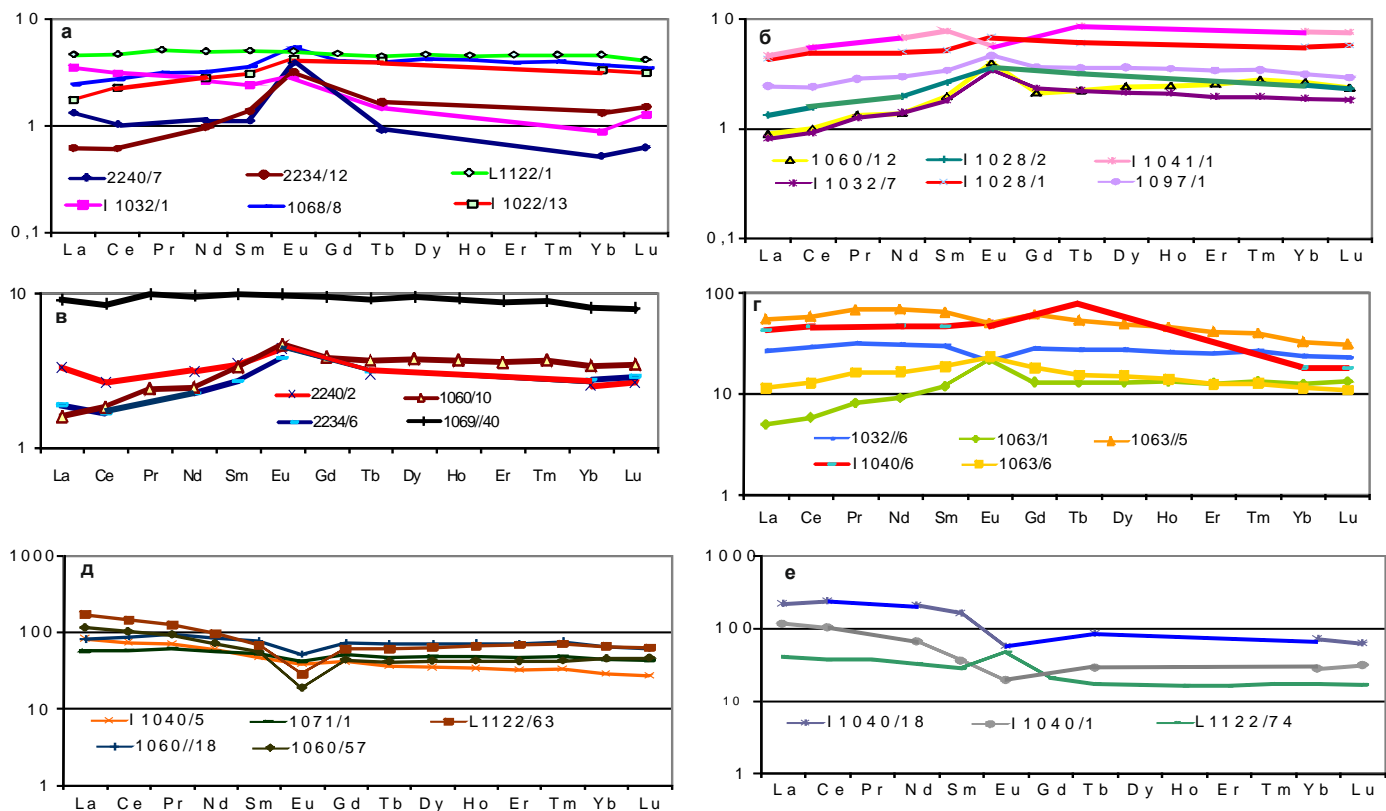 а
10
1
0,1
La Ce Pr Nd Sm Eu Gd Tb Dy Ho Er Tm Yb Lu
2240/7 2234/12 L1122/1
I 1032/1 1068/8 I 1022/13
б
10
1
0,1
La Ce Pr Nd Sm Eu Gd Tb Dy Ho Er Tm Yb Lu
1060/12 I 1028/2 I 1041/1
I 1032/7 I 1028/1 1097/1
в
10
1
La Ce Pr Nd Sm Eu Gd Tb Dy Ho Er Tm Yb Lu
2240/2 1060/10
2234/6 1069//40
г
100
10
1
La Ce Pr Nd Sm Eu Gd Tb Dy Ho Er Tm Yb Lu
1032//6 1063/1 1063//5
I 1040/6 1063/6
д
1000
100
10
1
La Ce Pr Nd Sm Eu Gd Tb Dy Ho Er Tm Yb Lu
I 1040/5 1071/1 L1122/63
1060//18 1060/57
е
1000
100
10
1
La Ce Pr Nd Sm Eu Gd Tb Dy Ho Er Tm Yb Lu
I 1040/18 I 1040/1 L1122/74